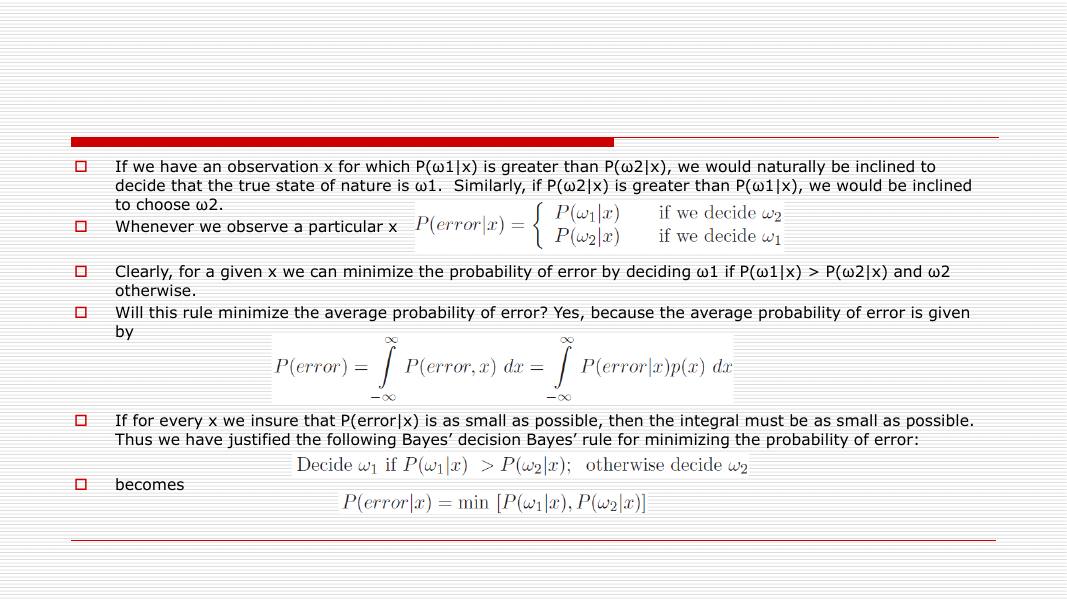 If we have an observation x for which P(ω1|x) is greater than P(ω2|x), we would naturally be inclined to
decide that the true state of nature is ω1.  Similarly, if P(ω2|x) is greater than P(ω1|x), we would be inclined
to choose ω2.
Whenever we observe a particular x P(error|x) = { P(ω₁|x) if we decide ω₂
P(ω₂|x) if we decide ω₁
Clearly, for a given x we can minimize the probability of error by deciding ω1 if P(ω1|x) > P(ω2|x) and ω2
otherwise.
Will this rule minimize the average probability of error? Yes, because the average probability of error is given
by
P(error) = ∫_{−∞}^{∞} P(error, x) dx = ∫_{−∞}^{∞} P(error|x)p(x) dx
If for every x we insure that P(error|x) is as small as possible, then the integral must be as small as possible.
Thus we have justified the following Bayes’ decision Bayes’ rule for minimizing the probability of error:
Decide ω₁ if P(ω₁|x) > P(ω₂|x); otherwise decide ω₂
becomes
P(error|x) = min [P(ω₁|x), P(ω₂|x)]